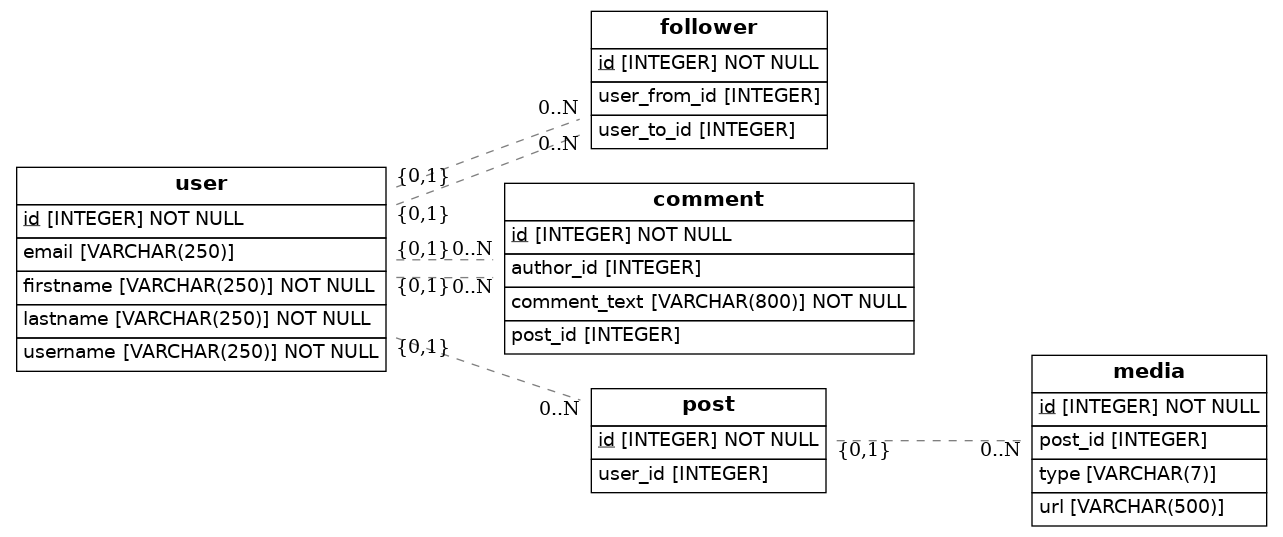 follower
id [INTEGER] NOT NULL
user_from_id [INTEGER]
user_to_id [INTEGER]
0..N
0..N
{0,1}
{0,1}
user
id [INTEGER] NOT NULL
email [VARCHAR(250)]
firstname [VARCHAR(250)] NOT NULL
lastname [VARCHAR(250)] NOT NULL
username [VARCHAR(250)] NOT NULL
{0,1} 0..N
{0,1} 0..N
comment
id [INTEGER] NOT NULL
author_id [INTEGER]
comment_text [VARCHAR(800)] NOT NULL
post_id [INTEGER]
{0,1}
0..N
post
id [INTEGER] NOT NULL
user_id [INTEGER]
{0,1}
0..N
media
id [INTEGER] NOT NULL
post_id [INTEGER]
type [VARCHAR(7)]
url [VARCHAR(500)]